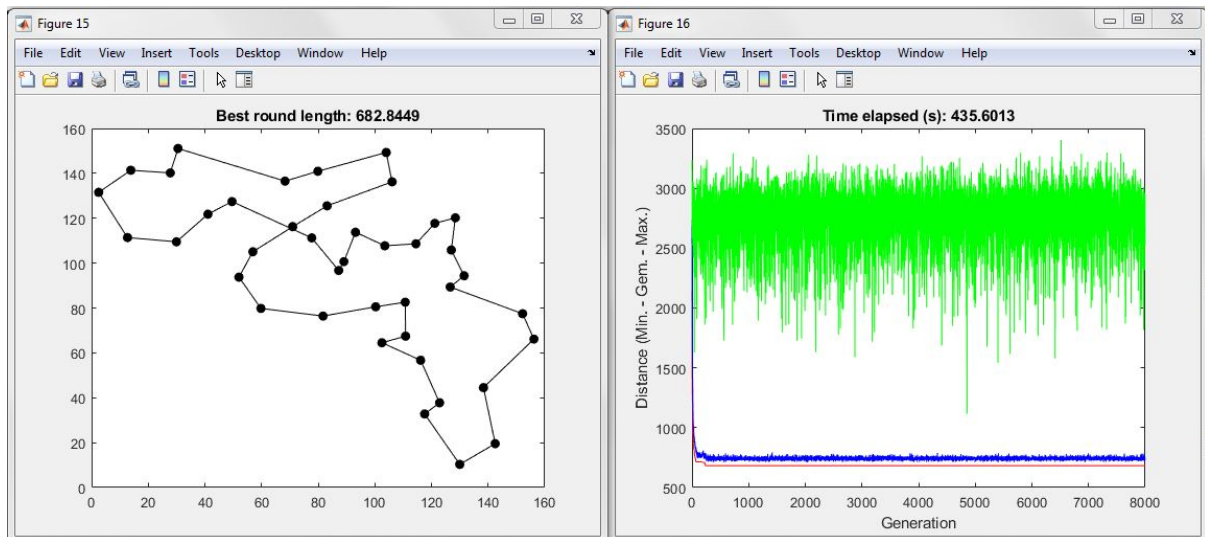 Figure 15
File Edit View Insert Tools Desktop Window Help
Best round length: 682.8449
160
140
120
100
80
60
40
20
0
0 20 40 60 80 100 120 140 160
Figure 16
File Edit View Insert Tools Desktop Window Help
Time elapsed (s): 435.6013
Distance (Min. - Gem. - Max.)
3500
3000
2500
2000
1500
1000
500
0 1000 2000 3000 4000 5000 6000 7000 8000
Generation